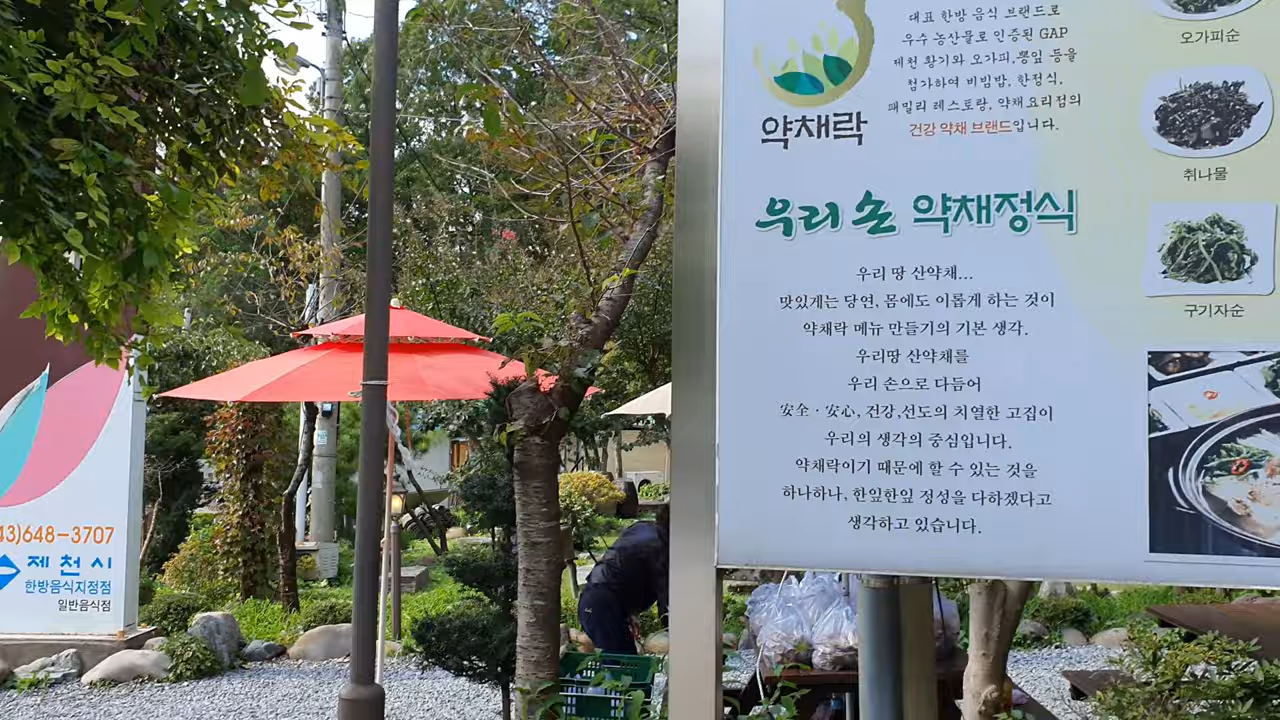 대표 한방 음식 브랜드로
우수 농산물로 인증된 GAP
제천 황기와 오가피,뽕잎 등을
첨가하여 비빔밥, 한정식,
패밀리 레스토랑, 약채요리점의
건강 약채 브랜드입니다.
약채락
우리 손 약채정식
우리 땅 산약채...
맛있게는 당연, 몸에도 이롭게 하는 것이
약채락 메뉴 만들기의 기본 생각.
우리땅 산약채를
우리 손으로 다듬어
安全·安心, 건강,선도의 치열한 고집이
우리의 생각의 중심입니다.
약채락이기 때문에 할 수 있는 것을
하나하나, 한잎한잎 정성을 다하겠다고
생각하고 있습니다.
오가피순
취나물
구기자순
43)648-3707
제천시
한방음식지정점
일반음식점